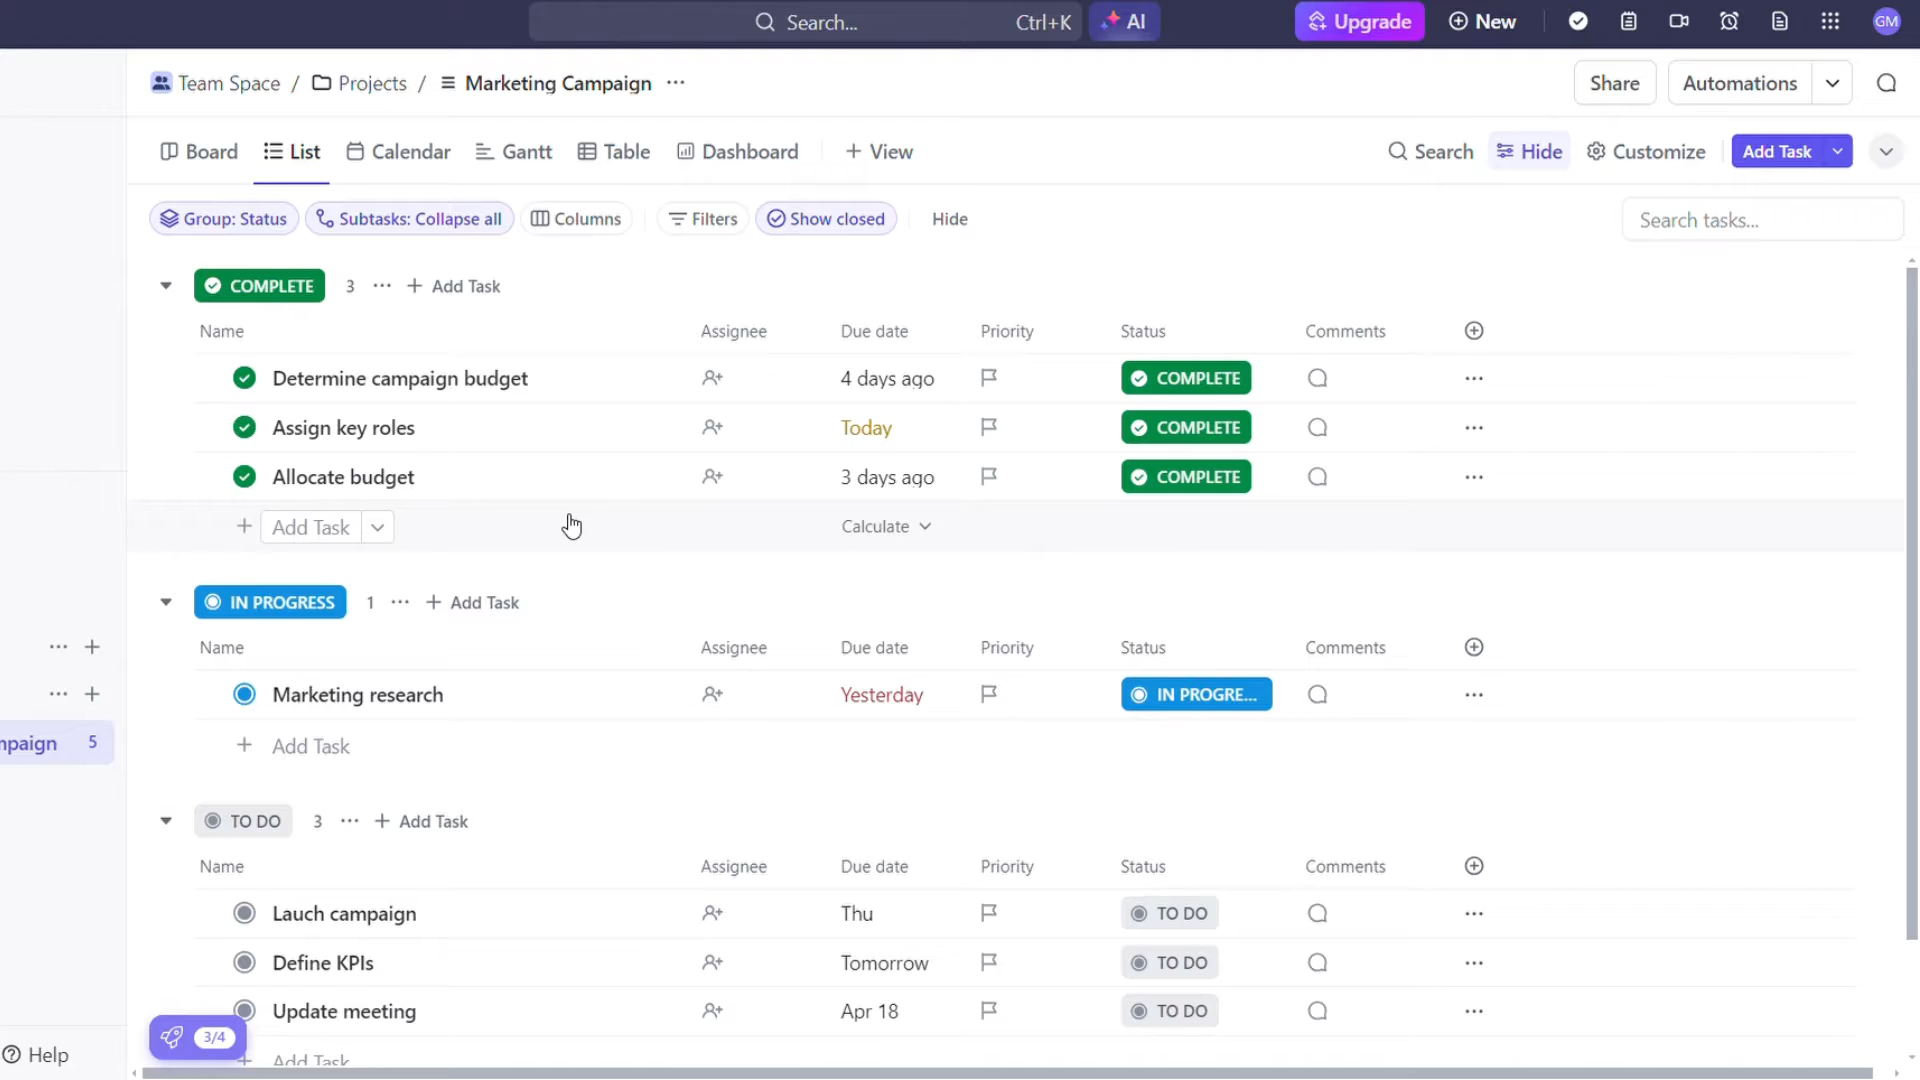 Search... Ctrl+K AI Upgrade New GM
Team Space / Projects / Marketing Campaign ... Share Automations
Board List Calendar Gantt Table Dashboard + View Search Hide Customize Add Task
Group: Status Subtasks: Collapse all Columns Filters Show closed Hide Search tasks...
COMPLETE 3 ... + Add Task
Name Assignee Due date Priority Status Comments
Determine campaign budget 4 days ago COMPLETE ...
Assign key roles Today COMPLETE ...
Allocate budget 3 days ago COMPLETE ...
+ Add Task Calculate
IN PROGRESS 1 ... + Add Task
Name Assignee Due date Priority Status Comments
... +
Marketing research Yesterday IN PROGRE... ...
... +
mpaign 5
+ Add Task
TO DO 3 ... + Add Task
Name Assignee Due date Priority Status Comments
Lauch campaign Thu TO DO ...
Define KPIs Tomorrow TO DO ...
Update meeting Apr 18 TO DO ...
3/4
Help
+ Add Task